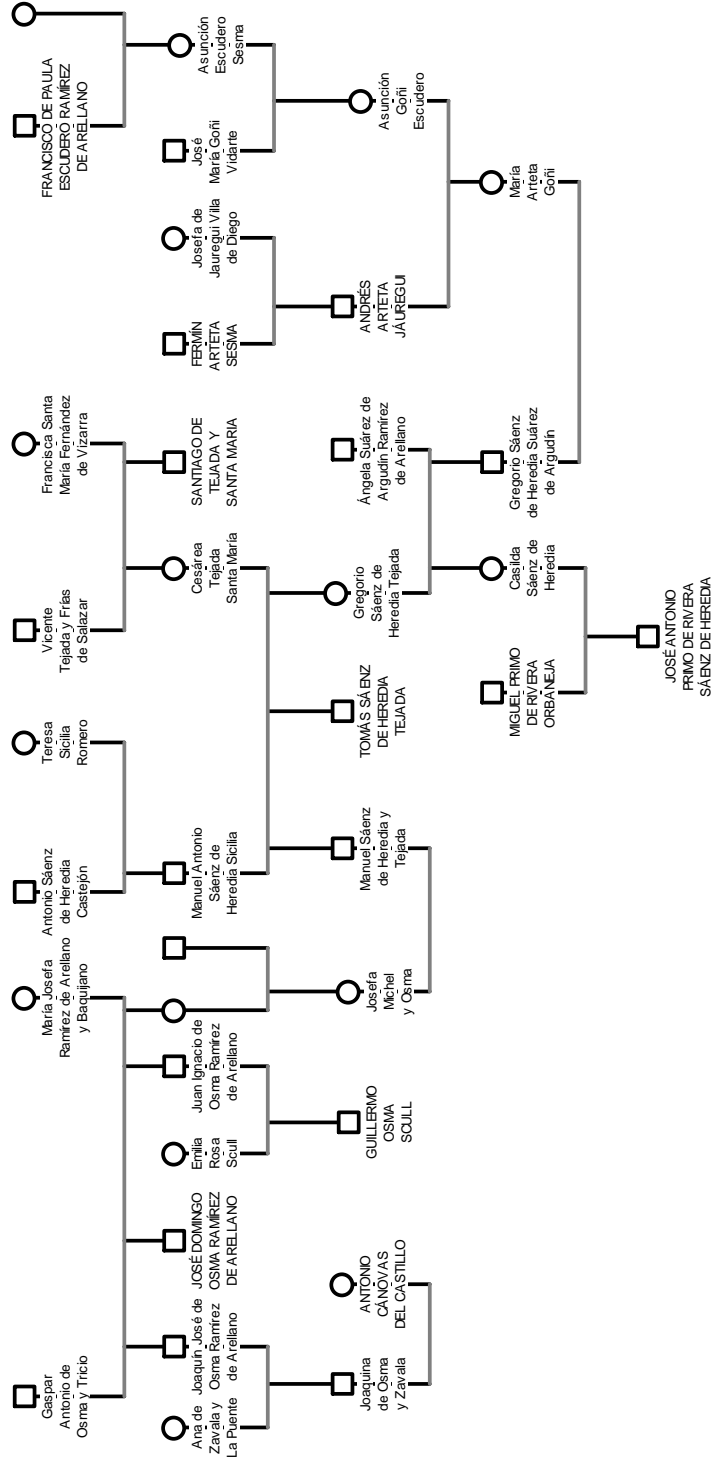 FRANCISCO DE PAULA
ESCUDERO RAMÍREZ
DE ARELLANO
Francisca Santa
María Fernández
de Vizarra
Vicente
Tejada y Frías
de Salazar
Teresa
Sicilia
Romero
Antonio Sáenz
de Heredia
Castejón
María Josefa
Ramírez de Arellano
y Baquijano
Gaspar
Antonio de
Osma y Tricio
Asunción
Escudero
Sesma
José
María Goñi
Vidarte
Josefa de
Jauregui Villa
de Diego
FERMÍN
ARTETA
SESMA
SANTIAGO DE
TEJADA Y
SANTA MARIA
Cesárea
Tejada
Santa María
Manuel Antonio
Sáenz de
Heredia Sicilia
Juan Ignacio de
Osma Ramírez
de Arellano
Emilia
Rosa
Scull
JOSÉ DOMINGO
OSMA RAMÍREZ
DE ARELLANO
Joaquín José de
Osma Ramírez
de Arellano
Ana de
Zavala y
La Puente
Asunción
Goñi
Escudero
ANDRÉS
ARTETA
JÁUREGUI
Ángela Suárez de
Argudín Ramírez
de Arellano
Gregorio
Sáenz de
Heredia Tejada
TOMÁS SÁENZ
DE HEREDIA
TEJADA
Manuel Sáenz
de Heredia y
Tejada
Josefa
Michel
y Osma
GUILLERMO
OSMA
SCULL
ANTONIO
CÁNOVAS
DEL CASTILLO
Joaquina
de Osma
y Zavala
María
Arteta
Goñi
Gregorio Sáenz
de Heredia Suárez
de Argudín
Casilda
Sáenz de
Heredia
MIGUEL PRIMO
DE RIVERA
ORBANEJA
JOSÉ ANTONIO
PRIMO DE RIVERA
SÁENZ DE HEREDIA